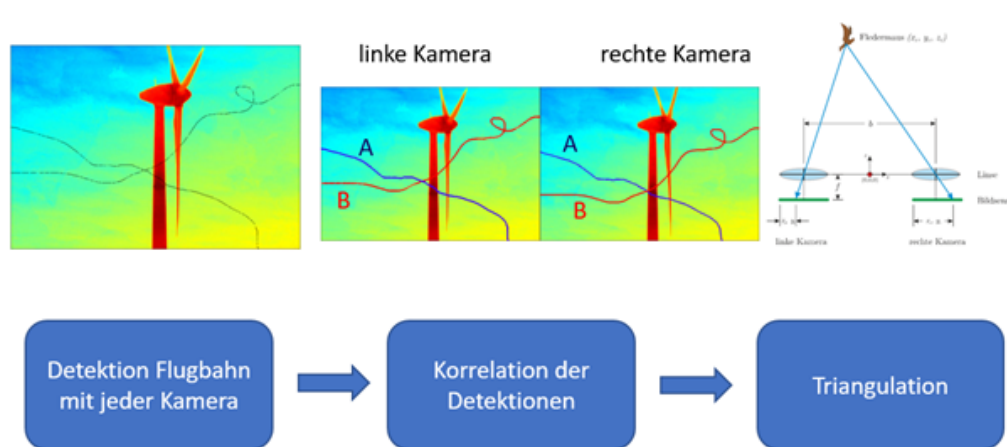 linke Kamera
rechte Kamera
Fledermaus
A
B
A
B
b
f
Linse
linke Kamera
rechte Kamera
Detektion Flugbahn
mit jeder Kamera
Korrelation der
Detektionen
Triangulation